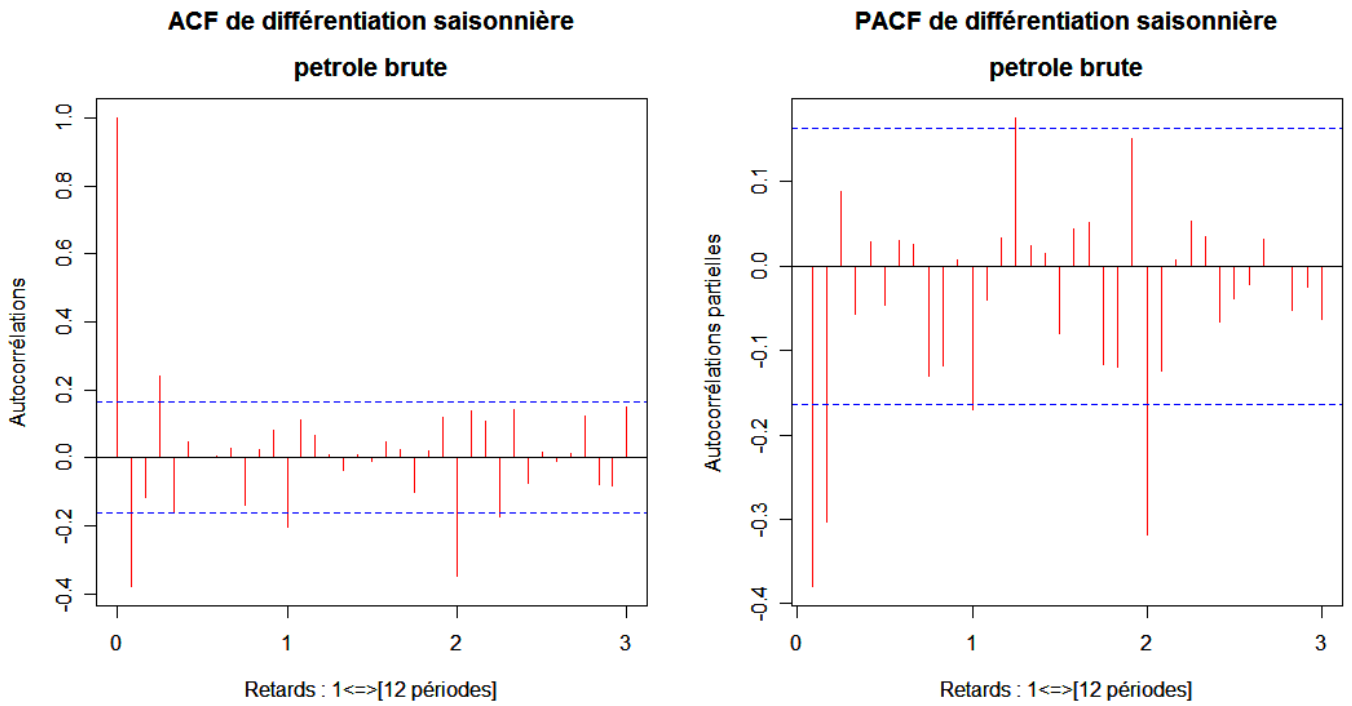 ACF de différentiation saisonnière
petrole brute
Autocorrélations
1.0
0.8
0.6
0.4
0.2
0.0
-0.2
-0.4
0
1
2
3
Retards : 1<=>[12 périodes]
PACF de différentiation saisonnière
petrole brute
Autocorrélations partielles
0.1
0.0
-0.1
-0.2
-0.3
-0.4
0
1
2
3
Retards : 1<=>[12 périodes]